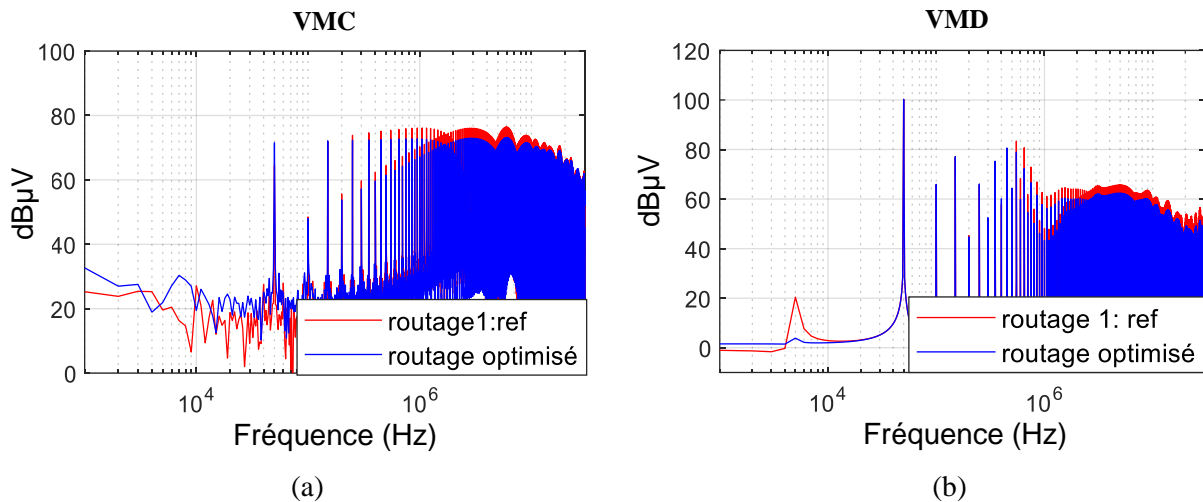 VMC
100
80
60
40
20
0
dBµV
10^4
10^6
Fréquence (Hz)
routage1:ref
routage optimisé
(a)
VMD
120
100
80
60
40
20
0
dBµV
10^4
10^6
Fréquence (Hz)
routage 1: ref
routage optimisé
(b)